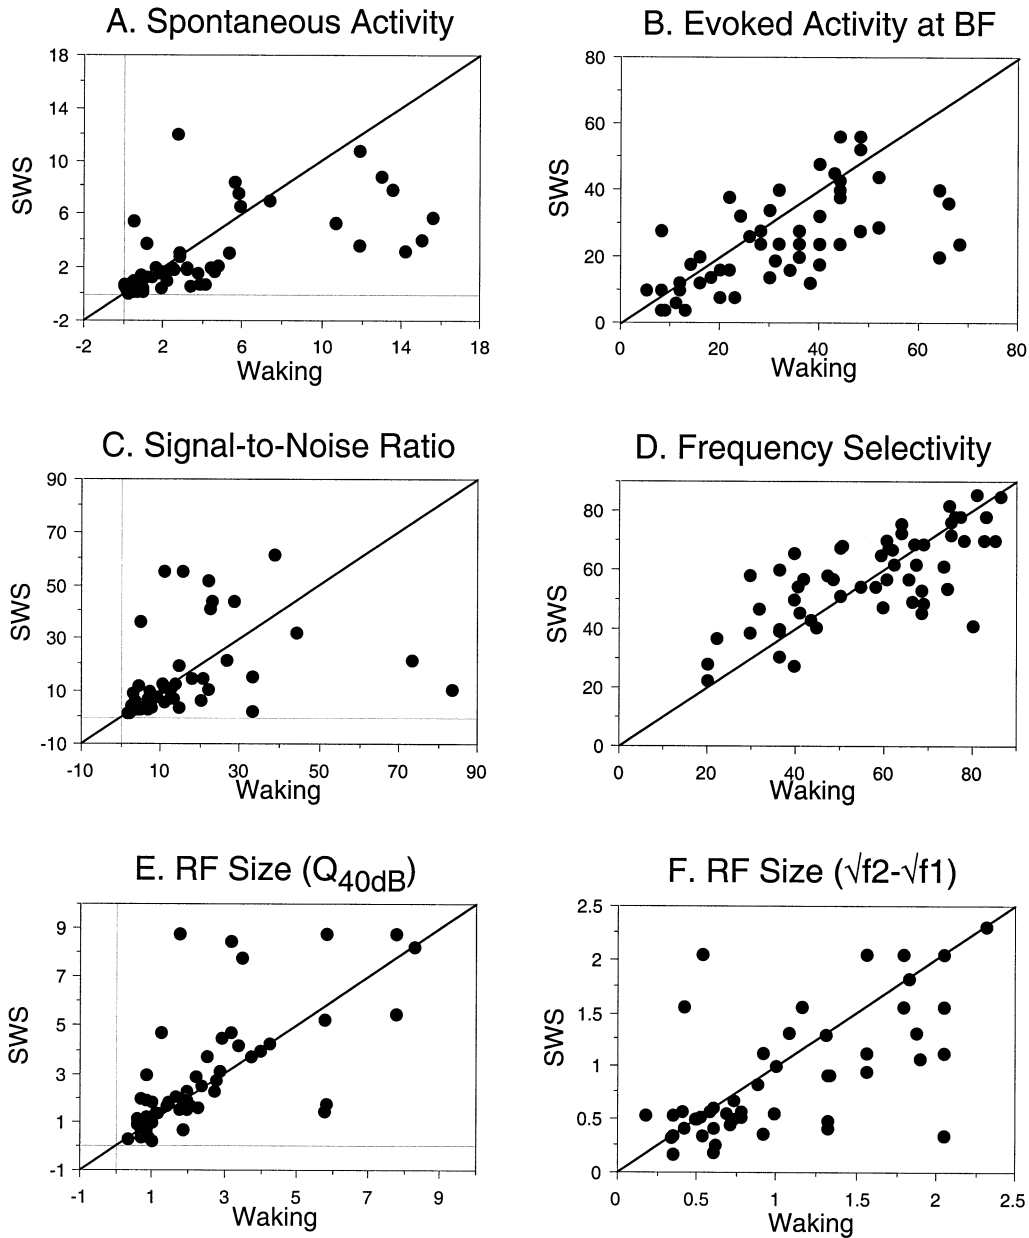 A. Spontaneous Activity
18
14
10
6
2
-2
SWS
-2 2 6 10 14 18
Waking
B. Evoked Activity at BF
80
60
40
20
0
SWS
0 20 40 60 80
Waking
C. Signal-to-Noise Ratio
90
70
50
30
10
-10
SWS
-10 10 30 50 70 90
Waking
D. Frequency Selectivity
80
60
40
20
0
SWS
0 20 40 60 80
Waking
E. RF Size (Q40dB)
9
7
5
3
1
-1
SWS
-1 1 3 5 7 9
Waking
F. RF Size (√f2-√f1)
2.5
2
1.5
1
0.5
0
SWS
0 0.5 1 1.5 2 2.5
Waking